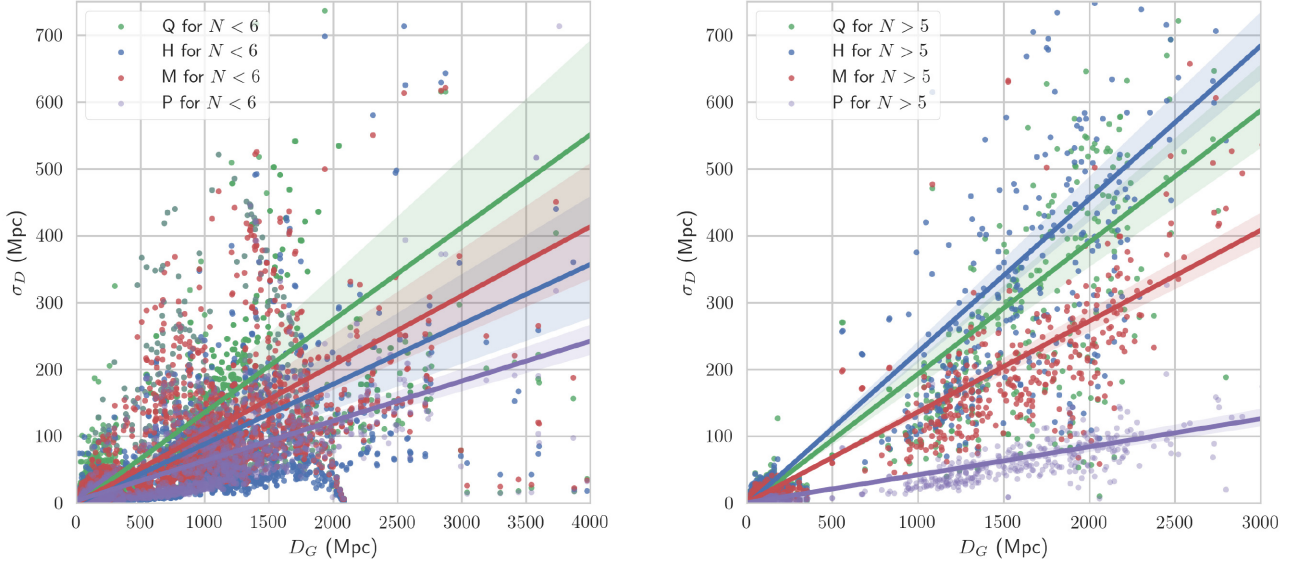 Q for N < 6
H for N < 6
M for N < 6
P for N < 6
700
600
500
400
300
200
100
0
σ_D (Mpc)
0 500 1000 1500 2000 2500 3000 3500 4000
D_G (Mpc)
Q for N > 5
H for N > 5
M for N > 5
P for N > 5
700
600
500
400
300
200
100
0
σ_D (Mpc)
0 500 1000 1500 2000 2500 3000
D_G (Mpc)